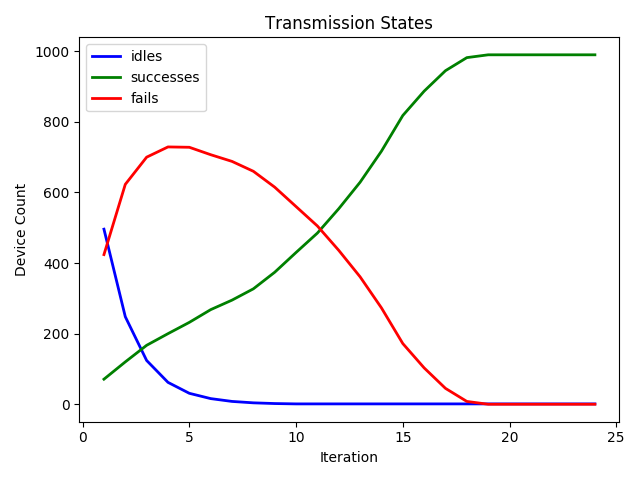 Transmission States
idles
successes
fails
Device Count
1000
800
600
400
200
0
0 5 10 15 20 25
Iteration